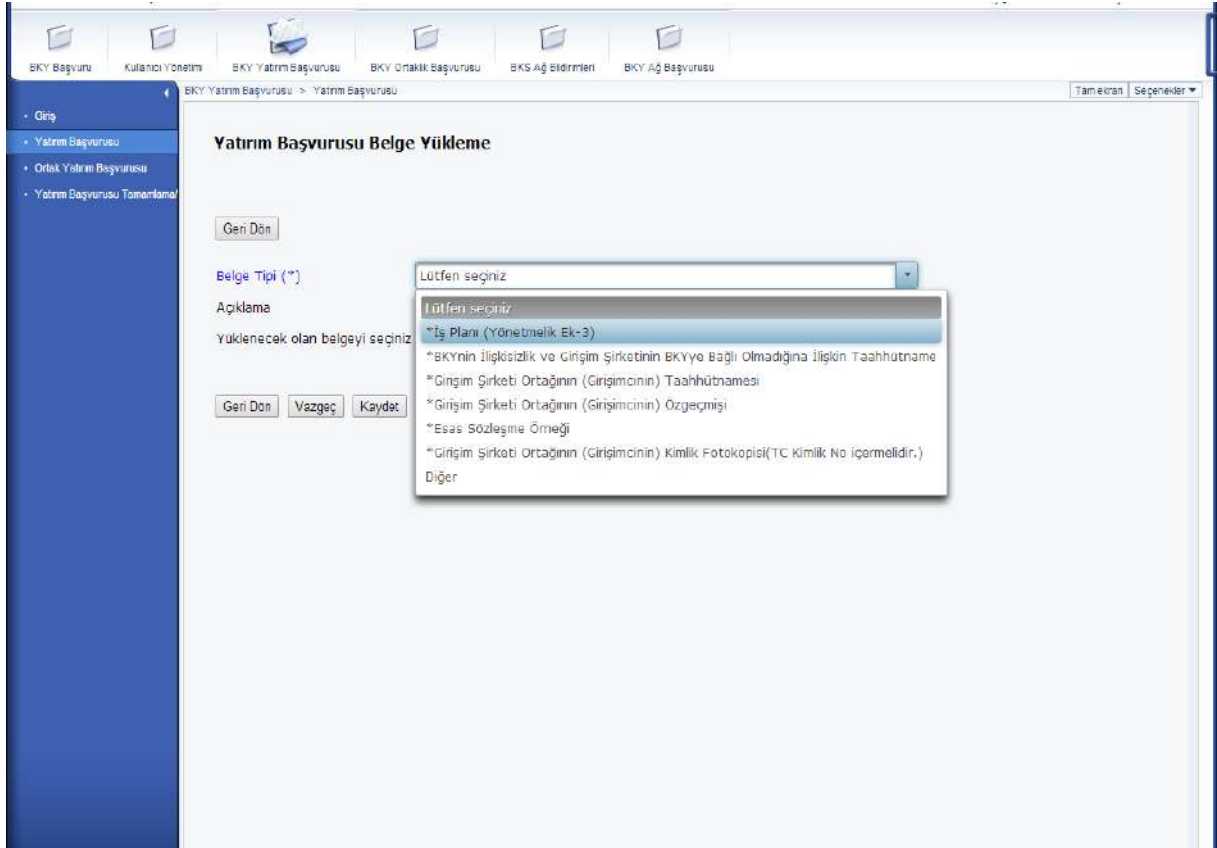 BKY Başvuru Kullanıcı Yönetimi BKY Yatırım Başvurusu BKY Ortaklık Başvurusu BKS Ağ Bildirmleri BKY Ağ Başvurusu
BKY Yatırım Başvurusu > Yatırım Başvurusu Tam ekran Seçenekler
Giriş
Yatırım Başvurusu
Ortak Yatırım Başvurusu
Yatırım Başvurusu Tamamlama/
Yatırım Başvurusu Belge Yükleme
Geri Dön
Belge Tipi (*) Lütfen seçiniz
Açıklama
Yüklenecek olan belgeyi seçiniz
Lütfen seçiniz
*İş Planı (Yönetmelik Ek-3)
*BKYnin İlişkisizlik ve Girişim Şirketinin BKYye Bağlı Olmadığına İlişkin Taahhütname
*Girişim Şirketi Ortağının (Girişimcinin) Taahhütnamesi
*Girişim Şirketi Ortağının (Girişimcinin) Özgeçmişi
*Esas Sözleşme Örneği
*Girişim Şirketi Ortağının (Girişimcinin) Kimlik Fotokopisi(TC Kimlik No içermelidir.)
Diğer
Geri Dön Vazgeç Kaydet